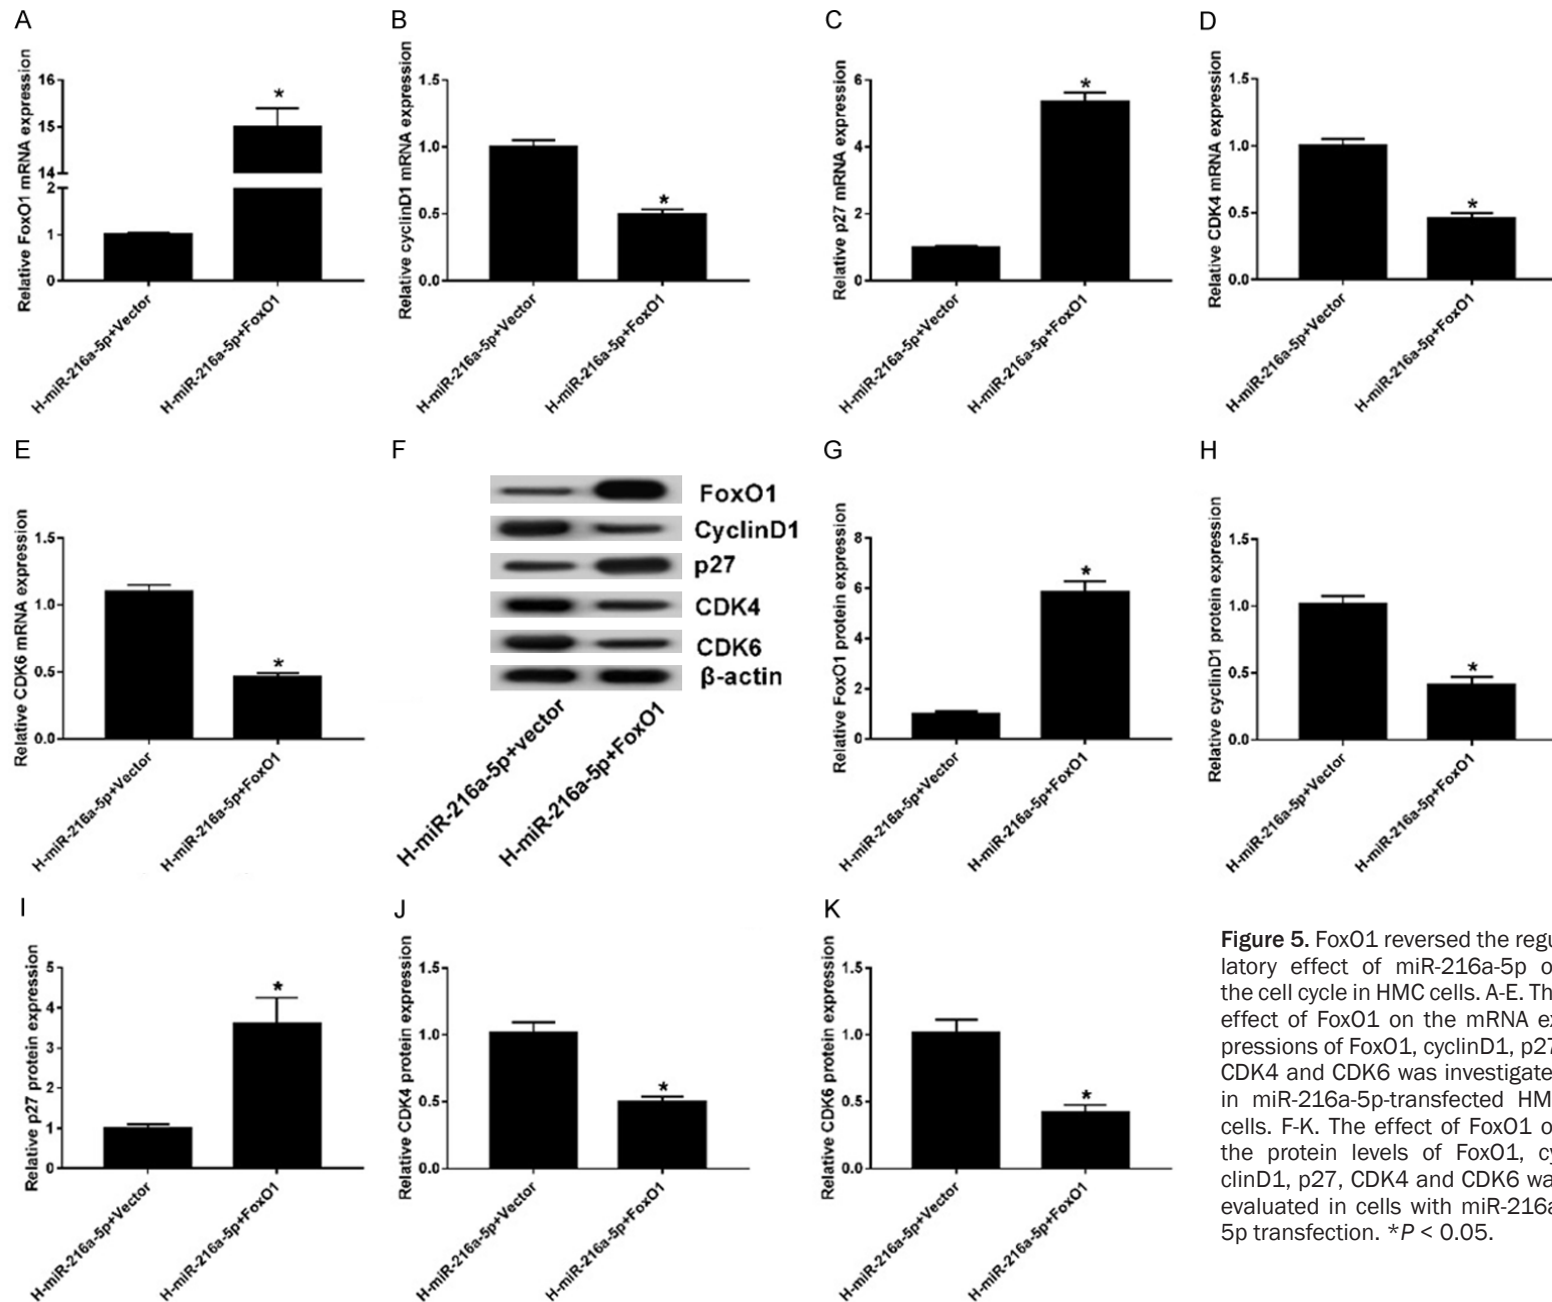 A
Relative FoxO1 mRNA expression
16
15
14
2
1
0
*
H-miR-216a-5p+Vector
H-miR-216a-5p+FoxO1
B
Relative cyclinD1 mRNA expression
1.5
1.0
0.5
0.0
*
H-miR-216a-5p+Vector
H-miR-216a-5p+FoxO1
C
Relative p27 mRNA expression
6
4
2
0
*
H-miR-216a-5p+Vector
H-miR-216a-5p+FoxO1
D
Relative CDK4 mRNA expression
1.5
1.0
0.5
0.0
*
H-miR-216a-5p+Vector
H-miR-216a-5p+FoxO1
E
Relative CDK6 mRNA expression
1.5
1.0
0.5
0.0
*
H-miR-216a-5p+Vector
H-miR-216a-5p+FoxO1
F
FoxO1
CyclinD1
p27
CDK4
CDK6
β-actin
H-miR-216a-5p+vector
H-miR-216a-5p+FoxO1
G
Relative FoxO1 protein expression
8
6
4
2
0
*
H-miR-216a-5p+Vector
H-miR-216a-5p+FoxO1
H
Relative cyclinD1 protein expression
1.5
1.0
0.5
0.0
*
H-miR-216a-5p+Vector
H-miR-216a-5p+FoxO1
I
Relative p27 protein expression
5
4
3
2
1
0
*
H-miR-216a-5p+Vector
H-miR-216a-5p+FoxO1
J
Relative CDK4 protein expression
1.5
1.0
0.5
0.0
*
H-miR-216a-5p+Vector
H-miR-216a-5p+FoxO1
K
Relative CDK6 protein expression
1.5
1.0
0.5
0.0
*
H-miR-216a-5p+Vector
H-miR-216a-5p+FoxO1
Figure 5. FoxO1 reversed the regu
latory effect of miR-216a-5p o
the cell cycle in HMC cells. A-E. Th
effect of FoxO1 on the mRNA ex
pressions of FoxO1, cyclinD1, p27
CDK4 and CDK6 was investigate
in miR-216a-5p-transfected HM
cells. F-K. The effect of FoxO1 o
the protein levels of FoxO1, cy
clinD1, p27, CDK4 and CDK6 wa
evaluated in cells with miR-216a
5p transfection. *P < 0.05.